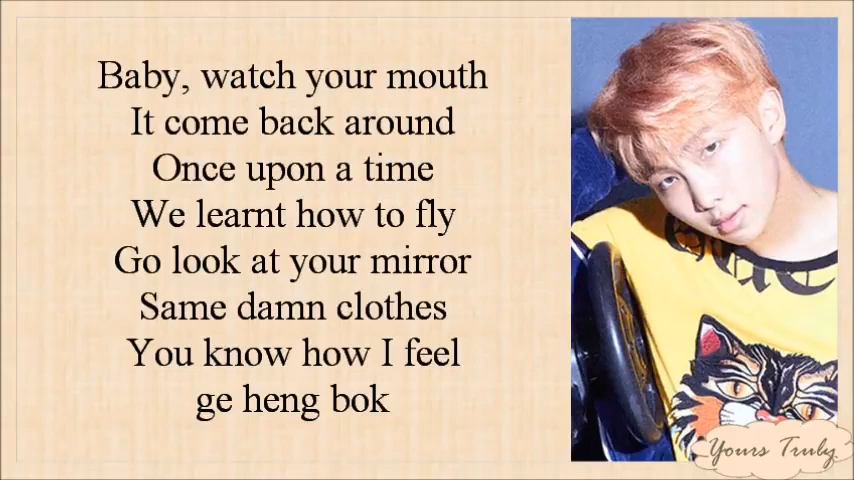 Baby, watch your mouth
It come back around
Once upon a time
We learnt how to fly
Go look at your mirror
Same damn clothes
You know how I feel
ge heng bok
Yours Truly